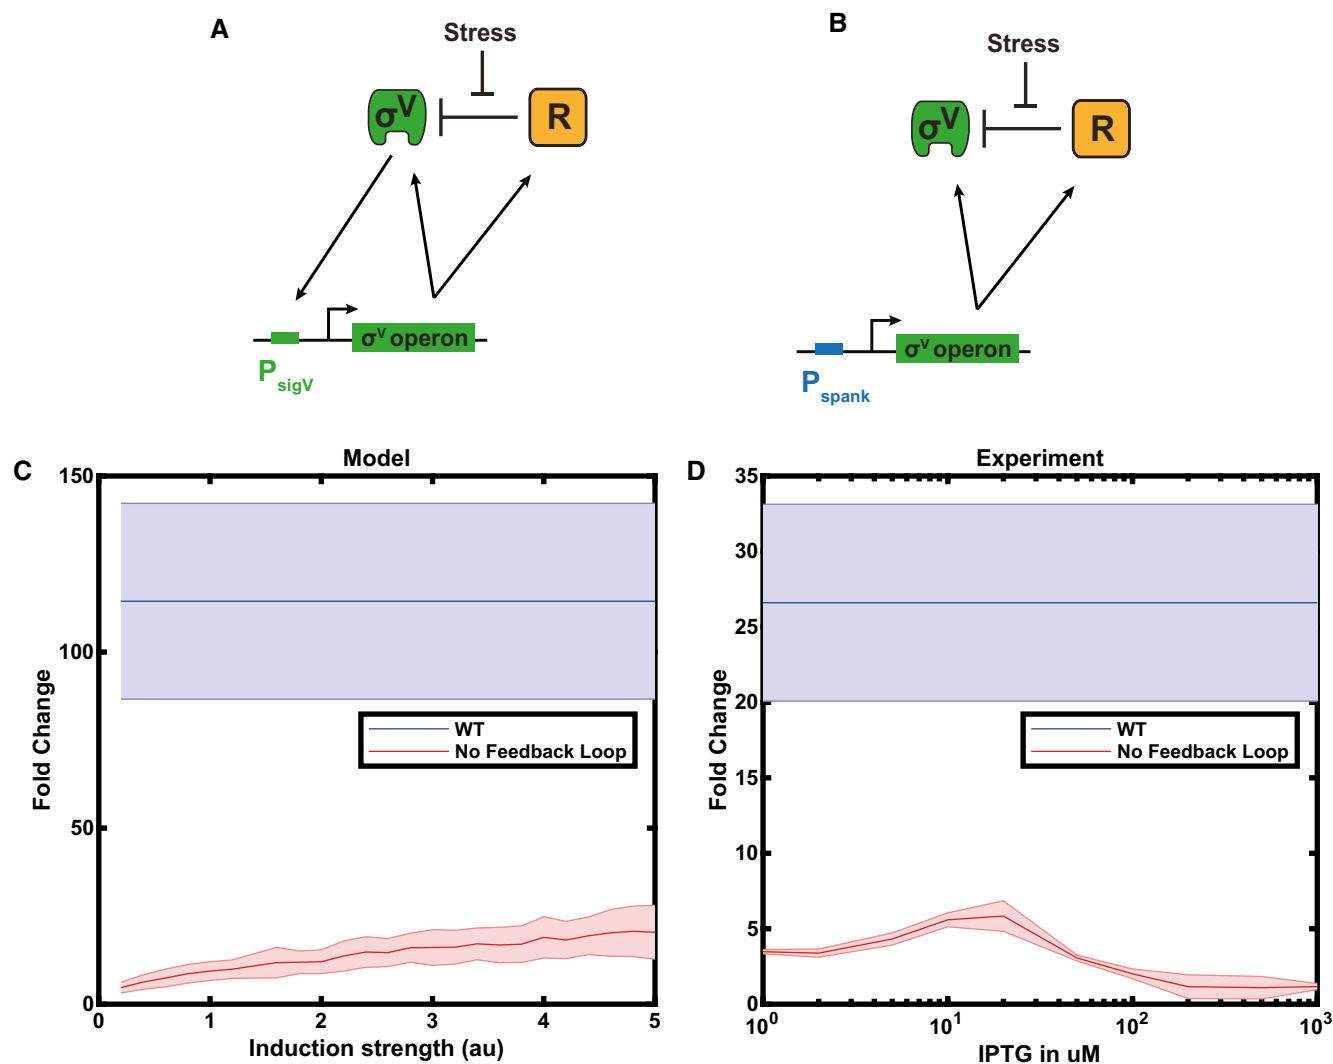 A
Stress
σV
R
σV operon
PsigV
B
Stress
σV
R
σV operon
Pspank
C
Model
150
100
50
0
Fold Change
WT
No Feedback Loop
0 1 2 3 4 5
Induction strength (au)
D
Experiment
35
30
25
20
15
10
5
0
Fold Change
WT
No Feedback Loop
10^0 10^1 10^2 10^3
IPTG in uM